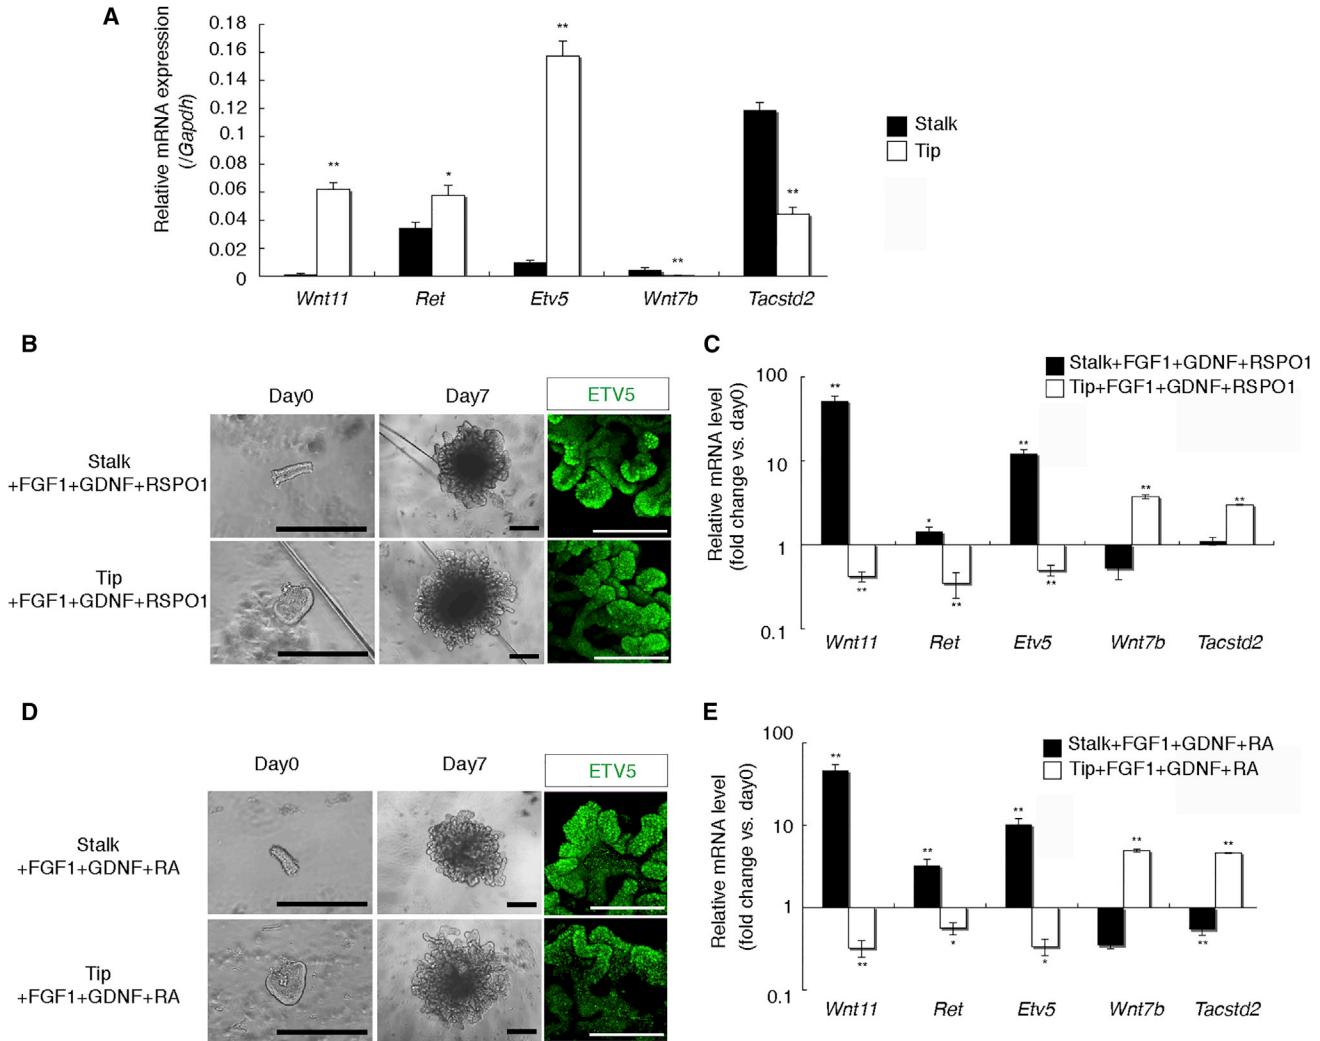 A
Relative mRNA expression
(/Gapdh)
0.18
0.16
0.14
0.12
0.1
0.08
0.06
0.04
0.02
0
**
*
**
**
**
Wnt11 Ret Etv5 Wnt7b Tacstd2
Stalk
Tip
B
Day0 Day7 ETV5
Stalk
+FGF1+GDNF+RSPO1
Tip
+FGF1+GDNF+RSPO1
C
Stalk+FGF1+GDNF+RSPO1
Tip+FGF1+GDNF+RSPO1
Relative mRNA level
(fold change vs. day0)
100
10
1
0.1
**
**
*
**
**
**
**
**
Wnt11 Ret Etv5 Wnt7b Tacstd2
D
Day0 Day7 ETV5
Stalk
+FGF1+GDNF+RA
Tip
+FGF1+GDNF+RA
E
Stalk+FGF1+GDNF+RA
Tip+FGF1+GDNF+RA
Relative mRNA level
(fold change vs. day0)
100
10
1
0.1
**
**
**
*
**
*
**
**
**
Wnt11 Ret Etv5 Wnt7b Tacstd2